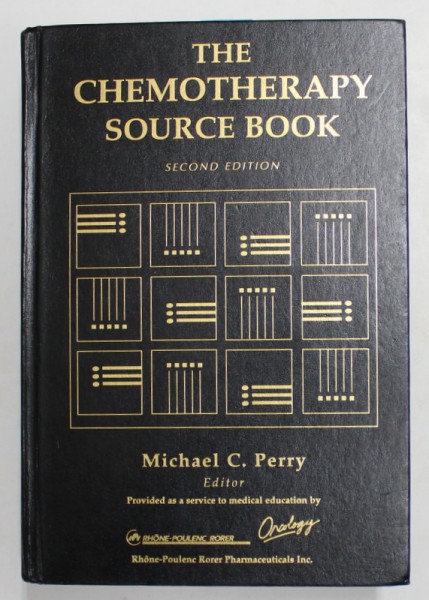 THE
CHEMOTHERAPY
SOURCE BOOK
SECOND EDITION
Michael C. Perry
Editor
Provided as a service to medical education by
RHÔNE-POULENC RORER Oncology
Rhône-Poulenc Rorer Pharmaceuticals Inc.